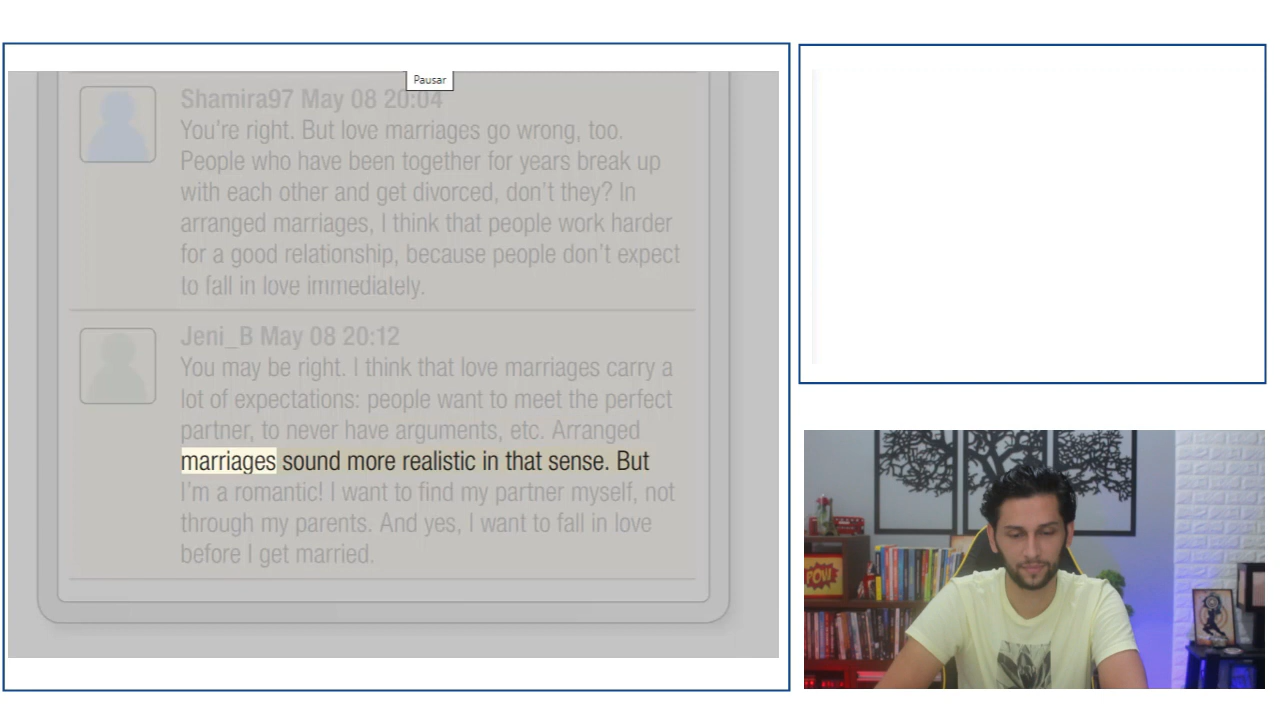 Pausar
Shamira97 May 08 20:04
You're right. But love marriages go wrong, too.
People who have been together for years break up
with each other and get divorced, don't they? In
arranged marriages, I think that people work harder
for a good relationship, because people don't expect
to fall in love immediately.
Jeni_B May 08 20:12
You may be right. I think that love marriages carry a
lot of expectations: people want to meet the perfect
partner, to never have arguments, etc. Arranged
marriages sound more realistic in that sense. But
I'm a romantic! I want to find my partner myself, not
through my parents. And yes, I want to fall in love
before I get married.
POW